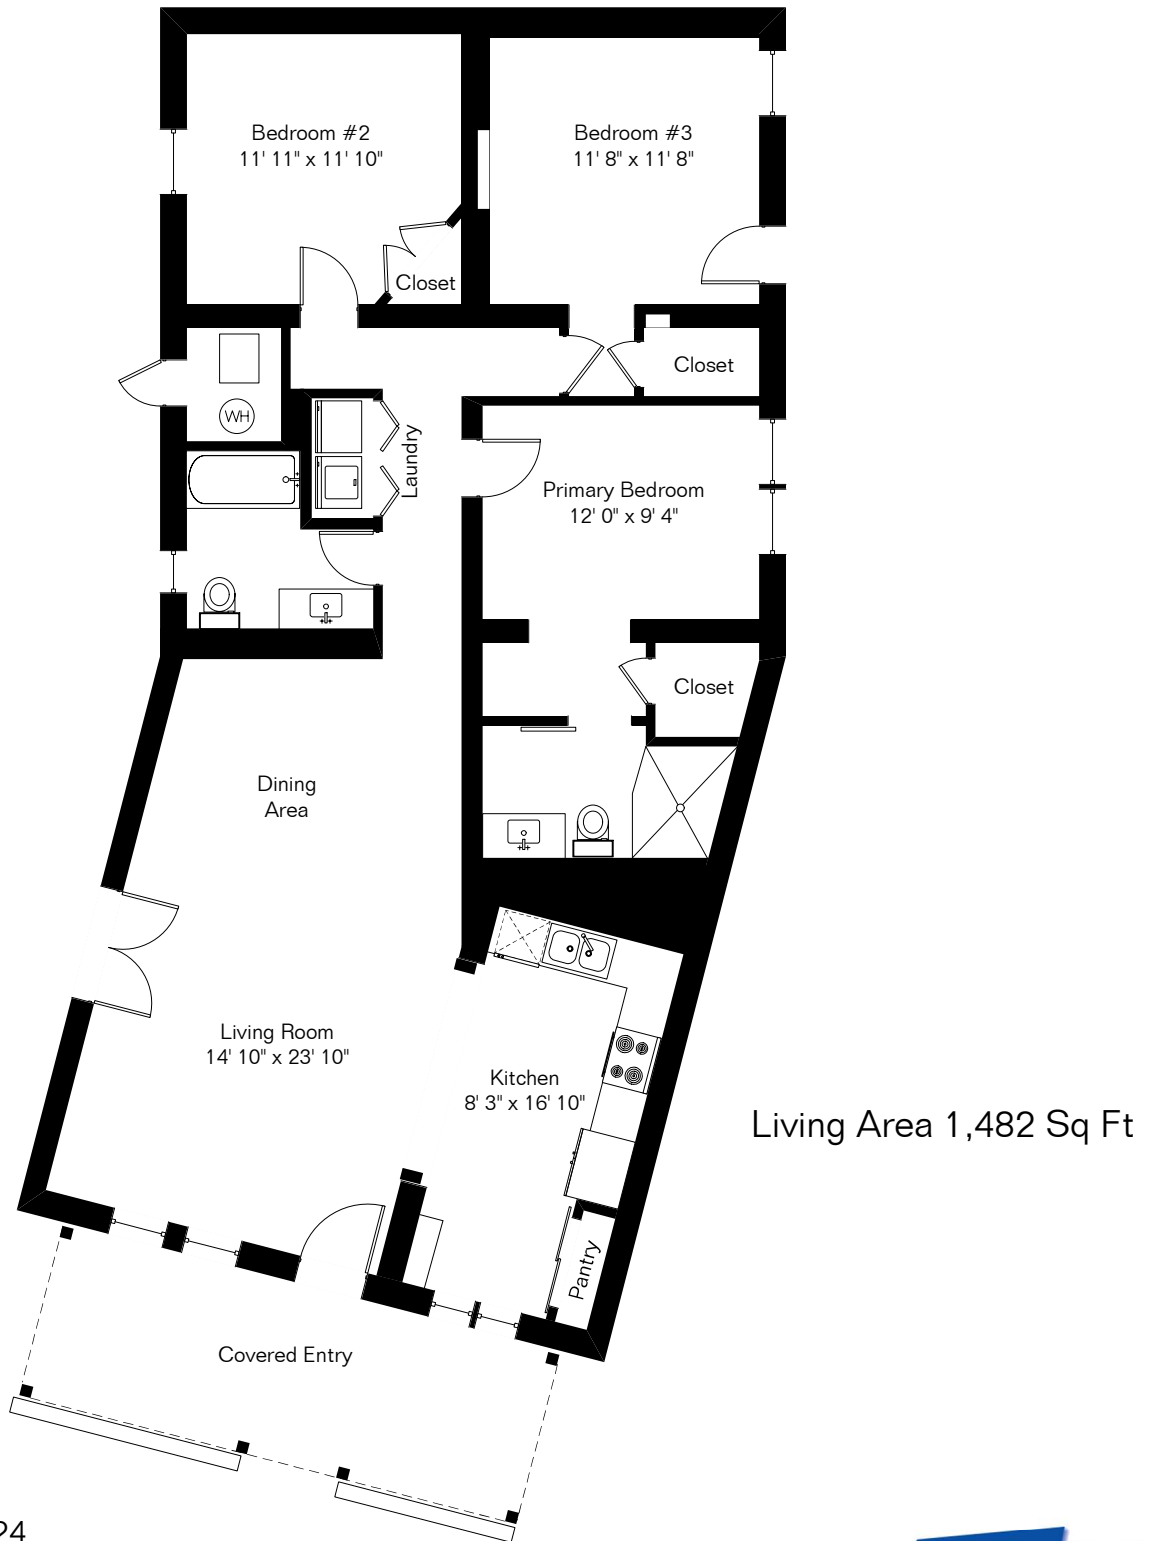 Bedroom #2
11' 11" x 11' 10"
Bedroom #3
11' 8" x 11' 8"
Closet
Closet
WH
Laundry
Primary Bedroom
12' 0" x 9' 4"
Closet
Dining
Area
Living Room
14' 10" x 23' 10"
Kitchen
8' 3" x 16' 10"
Living Area 1,482 Sq Ft
Pantry
Covered Entry
24